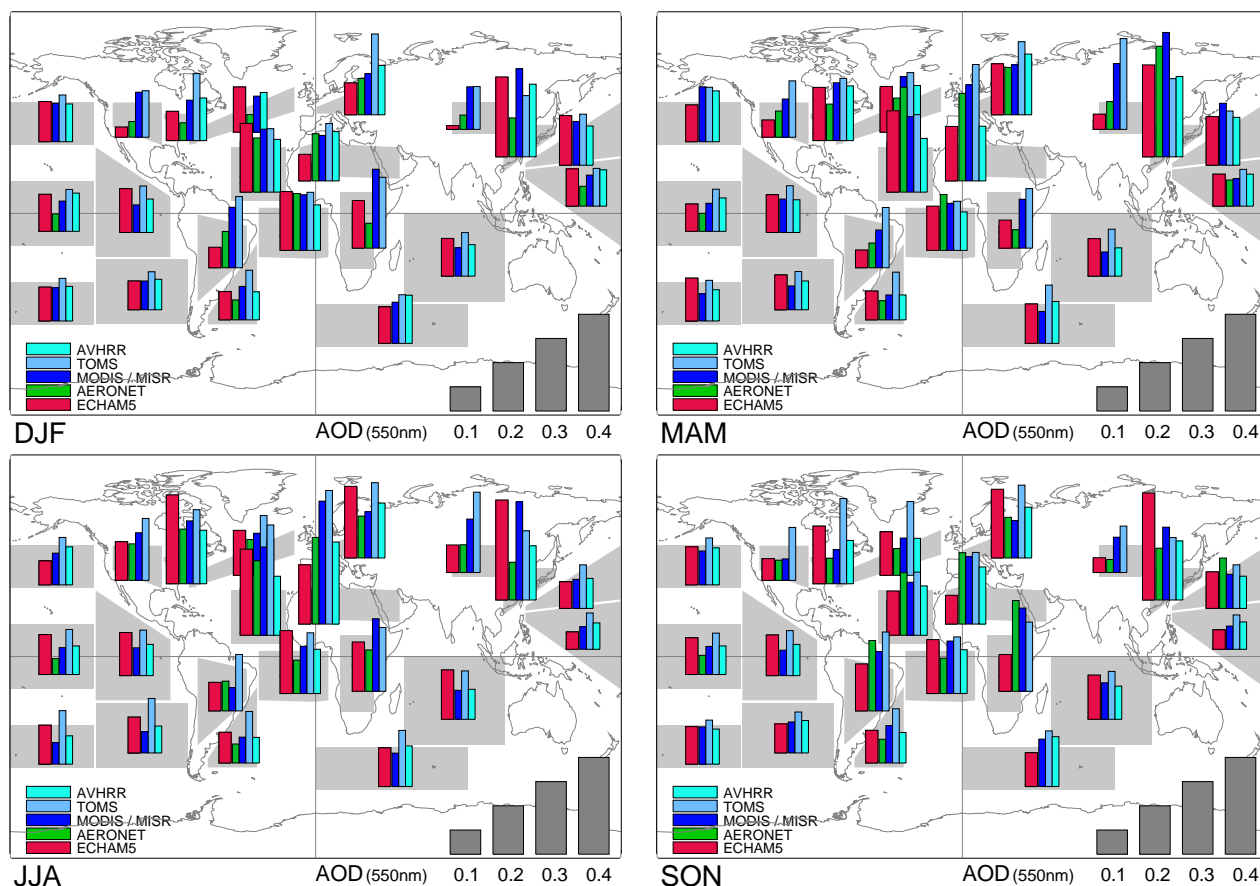 AVHRR
TOMS
MODIS / MISR
AERONET
ECHAM5
DJF AOD (550nm) 0.1 0.2 0.3 0.4
AVHRR
TOMS
MODIS / MISR
AERONET
ECHAM5
MAM AOD (550nm) 0.1 0.2 0.3 0.4
AVHRR
TOMS
MODIS / MISR
AERONET
ECHAM5
JJA AOD (550nm) 0.1 0.2 0.3 0.4
AVHRR
TOMS
MODIS / MISR
AERONET
ECHAM5
SON AOD (550nm) 0.1 0.2 0.3 0.4